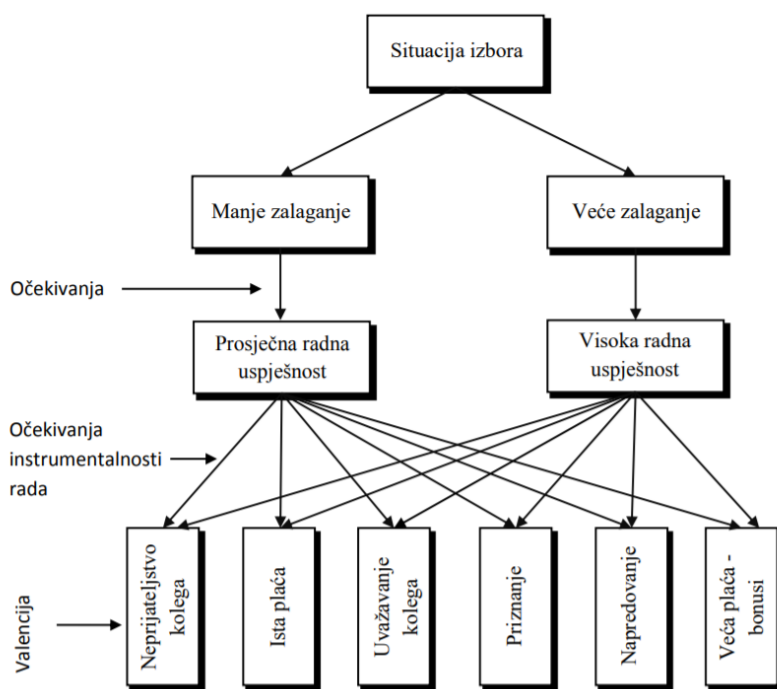 Situacija izbora
Manje zalaganje
Veće zalaganje
Očekivanja
Prosječna radna
uspješnost
Visoka radna
uspješnost
Očekivanja
instrumentalnosti
rada
Valencija
Neprijateljstvo
kolega
Ista plaća
Uvažavanje
kolega
Priznanje
Napredovanje
Veća plaća -
bonusi